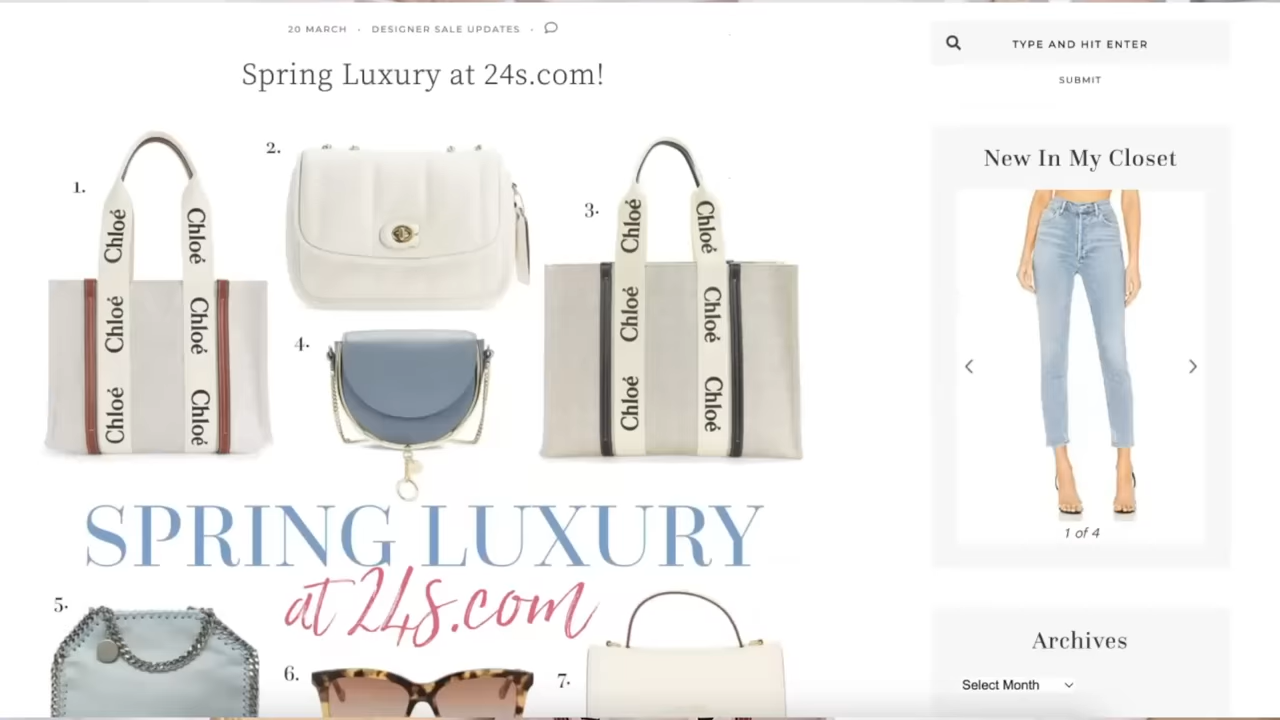 20 MARCH · DESIGNER SALE UPDATES ·
Spring Luxury at 24s.com!
1.
2.
3.
4.
Chloé
Chloé
Chloé
Chloé
Chloé
Chloé
Chloé
Chloé
Chloé
Chloé
Chloé
Chloé
SPRING LUXURY
at 24s.com
5.
6.
7.
TYPE AND HIT ENTER
SUBMIT
New In My Closet
1 of 4
Archives
Select Month